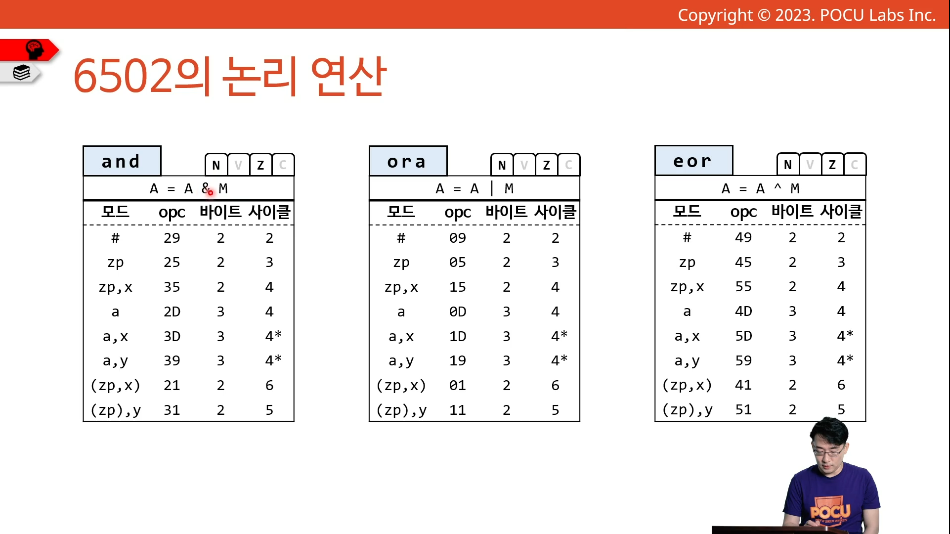 Copyright © 2023. POCU Labs Inc.
6502의 논리 연산
and N V Z C
A = A & M
모드 opc 바이트 사이클
# 29 2 2
zp 25 2 3
zp,x 35 2 4
a 2D 3 4
a,x 3D 3 4*
a,y 39 3 4*
(zp,x) 21 2 6
(zp),y 31 2 5
ora N V Z C
A = A | M
모드 opc 바이트 사이클
# 09 2 2
zp 05 2 3
zp,x 15 2 4
a 0D 3 4
a,x 1D 3 4*
a,y 19 3 4*
(zp,x) 01 2 6
(zp),y 11 2 5
eor N V Z C
A = A ^ M
모드 opc 바이트 사이클
# 49 2 2
zp 45 2 3
zp,x 55 2 4
a 4D 3 4
a,x 5D 3 4*
a,y 59 3 4*
(zp,x) 41 2 6
(zp),y 51 2 5
POCU